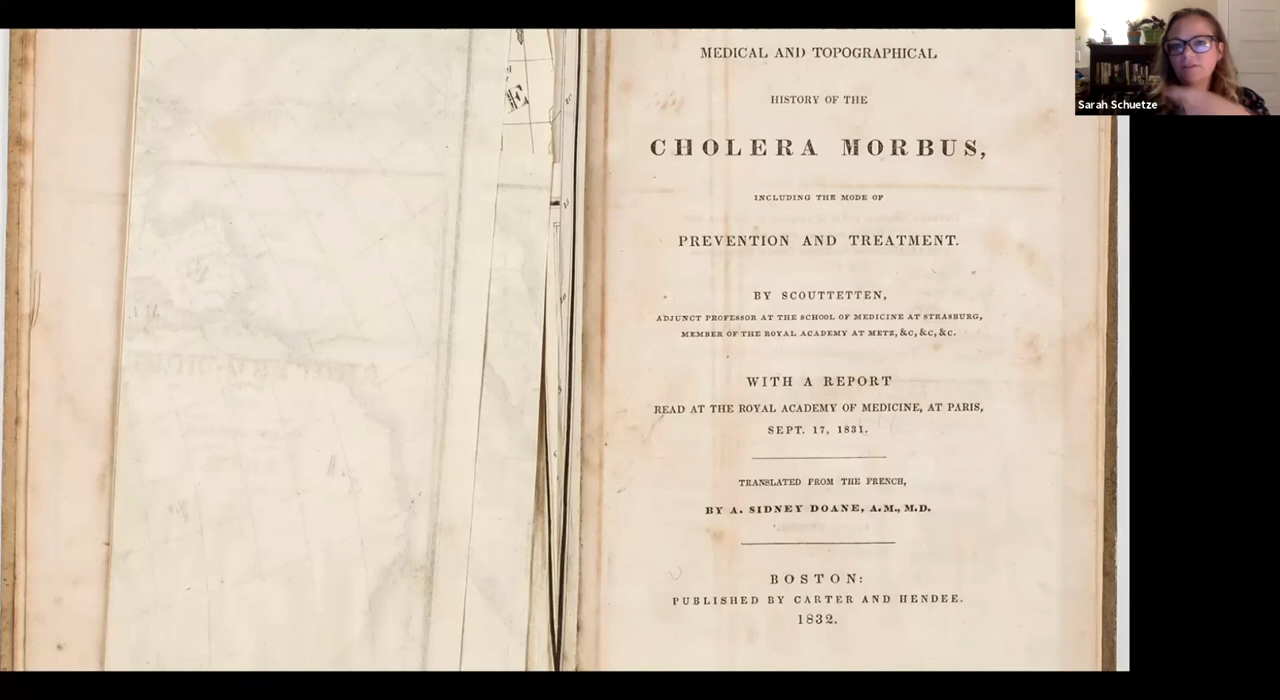 MEDICAL AND TOPOGRAPHICAL
HISTORY OF THE
CHOLERA MORBUS,
INCLUDING THE MODE OF
PREVENTION AND TREATMENT.
BY SCOUTTETTEN,
ADJUNCT PROFESSOR AT THE SCHOOL OF MEDICINE AT STRASBURG,
MEMBER OF THE ROYAL ACADEMY AT METZ, &C, &C, &C.
WITH A REPORT
READ AT THE ROYAL ACADEMY OF MEDICINE, AT PARIS,
SEPT. 17, 1831.
TRANSLATED FROM THE FRENCH,
BY A. SIDNEY DOANE, A.M., M.D.
BOSTON:
PUBLISHED BY CARTER AND HENDEE.
1832.
Sarah Schuetze